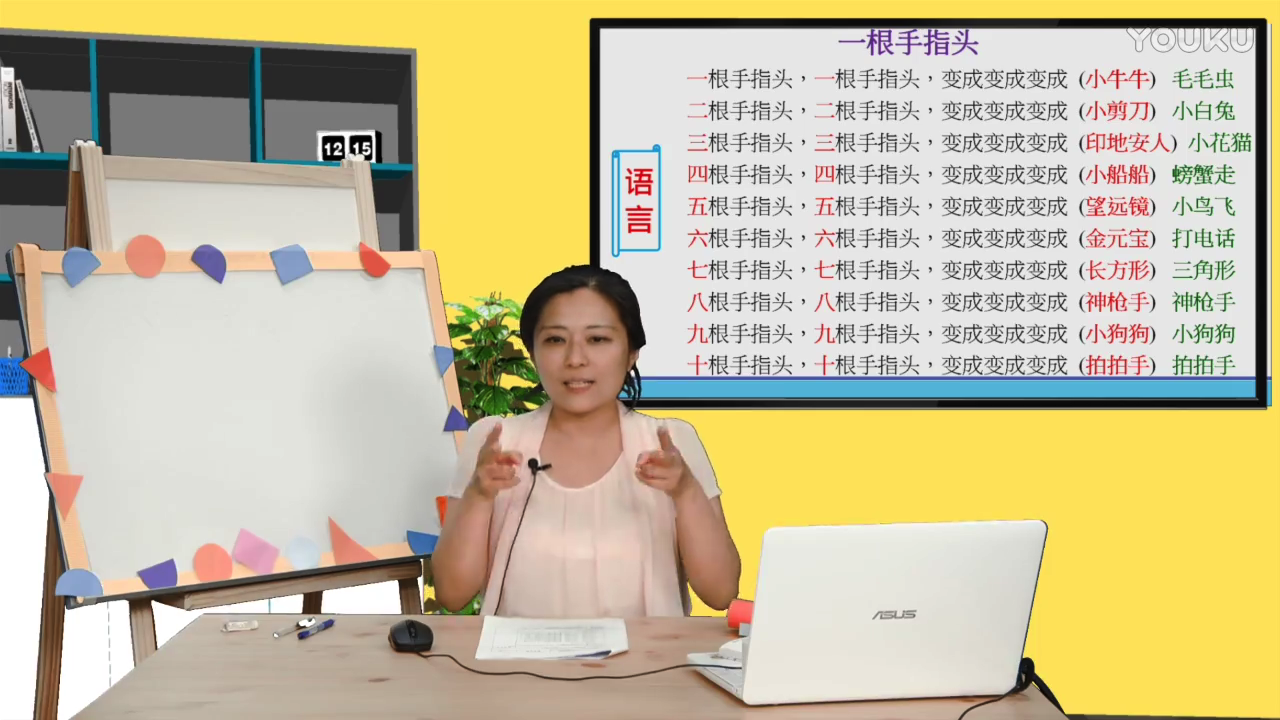 YOUKU
一根手指头
一根手指头，一根手指头，变成变成变成 (小牛牛) 毛毛虫
二根手指头，二根手指头，变成变成变成 (小剪刀) 小白兔
三根手指头，三根手指头，变成变成变成 (印地安人) 小花猫
四根手指头，四根手指头，变成变成变成 (小船船) 螃蟹走
五根手指头，五根手指头，变成变成变成 (望远镜) 小鸟飞
六根手指头，六根手指头，变成变成变成 (金元宝) 打电话
七根手指头，七根手指头，变成变成变成 (长方形) 三角形
八根手指头，八根手指头，变成变成变成 (神枪手) 神枪手
九根手指头，九根手指头，变成变成变成 (小狗狗) 小狗狗
十根手指头，十根手指头，变成变成变成 (拍拍手) 拍拍手
语言
12 15
ASUS